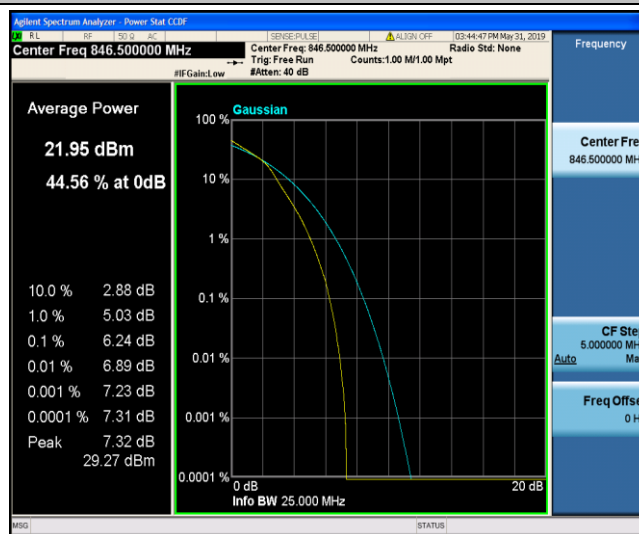 Agilent Spectrum Analyzer - Power Stat CCDF
RL RF 50 Ω AC SENSE:PULSE ALIGN OFF 03:44:47 PM May 31, 2019
Center Freq 846.500000 MHz
Center Freq: 846.500000 MHz Radio Std: None
Trig: Free Run Counts:1.00 M/1.00 Mpt
#IFGain:Low #Atten: 40 dB
Frequency
Average Power
21.95 dBm
44.56 % at 0dB
10.0 % 2.88 dB
1.0 % 5.03 dB
0.1 % 6.24 dB
0.01 % 6.89 dB
0.001 % 7.23 dB
0.0001 % 7.31 dB
Peak 7.32 dB
29.27 dBm
Gaussian
100 %
10 %
1 %
0.1 %
0.01 %
0.001 %
0.0001 %
0 dB 20 dB
Info BW 25.000 MHz
Center Fre
846.500000 MH
CF Ste
5.000000 MH
Auto Ma
Freq Offse
0 H
MSG STATUS